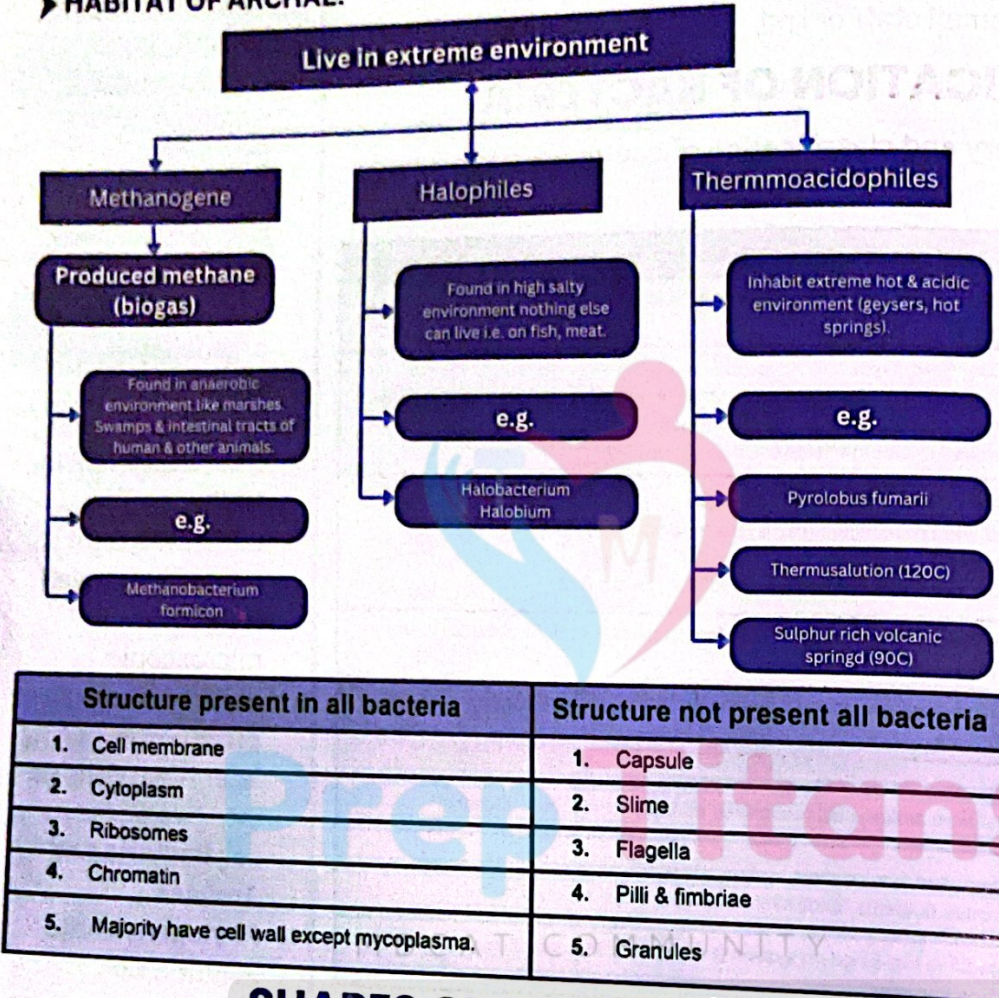 ➤ HABITAT OF ARCHAE:
Live in extreme environment
Methanogene
Halophiles
Thermmoacidophiles
Produced methane
(biogas)
Found in anaerobic
environment like marshes.
Swamps & intestinal tracts of
human & other animals.
e.g.
Methanobacterium
formicon
Found in high salty
environment nothing else
can live i.e. on fish, meat.
e.g.
Halobacterium
Halobium
Inhabit extreme hot & acidic
environment (geysers, hot
springs).
e.g.
Pyrolobus fumarii
Thermusalution (120C)
Sulphur rich volcanic
springd (90C)
Structure present in all bacteria
Structure not present all bacteria
1. Cell membrane
1. Capsule
2. Cytoplasm
2. Slime
3. Ribosomes
3. Flagella
4. Chromatin
4. Pilli & fimbriae
5. Majority have cell wall except mycoplasma.
5. Granules
Prep Titans
COMMUNITY